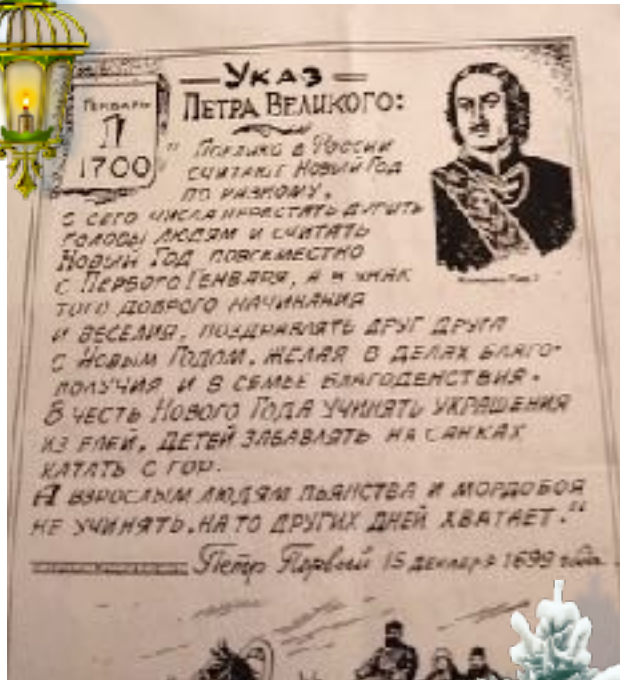 Генварь
1
1700
Указ
Петра Великого:
"Поелико в России
считают Новый Год
по разному,
с сего числа перестать дурить
головы людям и считать
Новый Год повсеместно
с Первого Генваря, а в знак
того доброго начинания
и веселия, поздравлять друг друга
с Новым Годом, желая в делах благо-
получия и в семье благоденствия.
В честь Нового Года учинять украшения
из елей, детей забавлять на санках
катать с гор.
А взрослым людям пьянства и мордобоя
не учинять, на то других дней хватает."
Петр Первый 15 декабря 1699 года